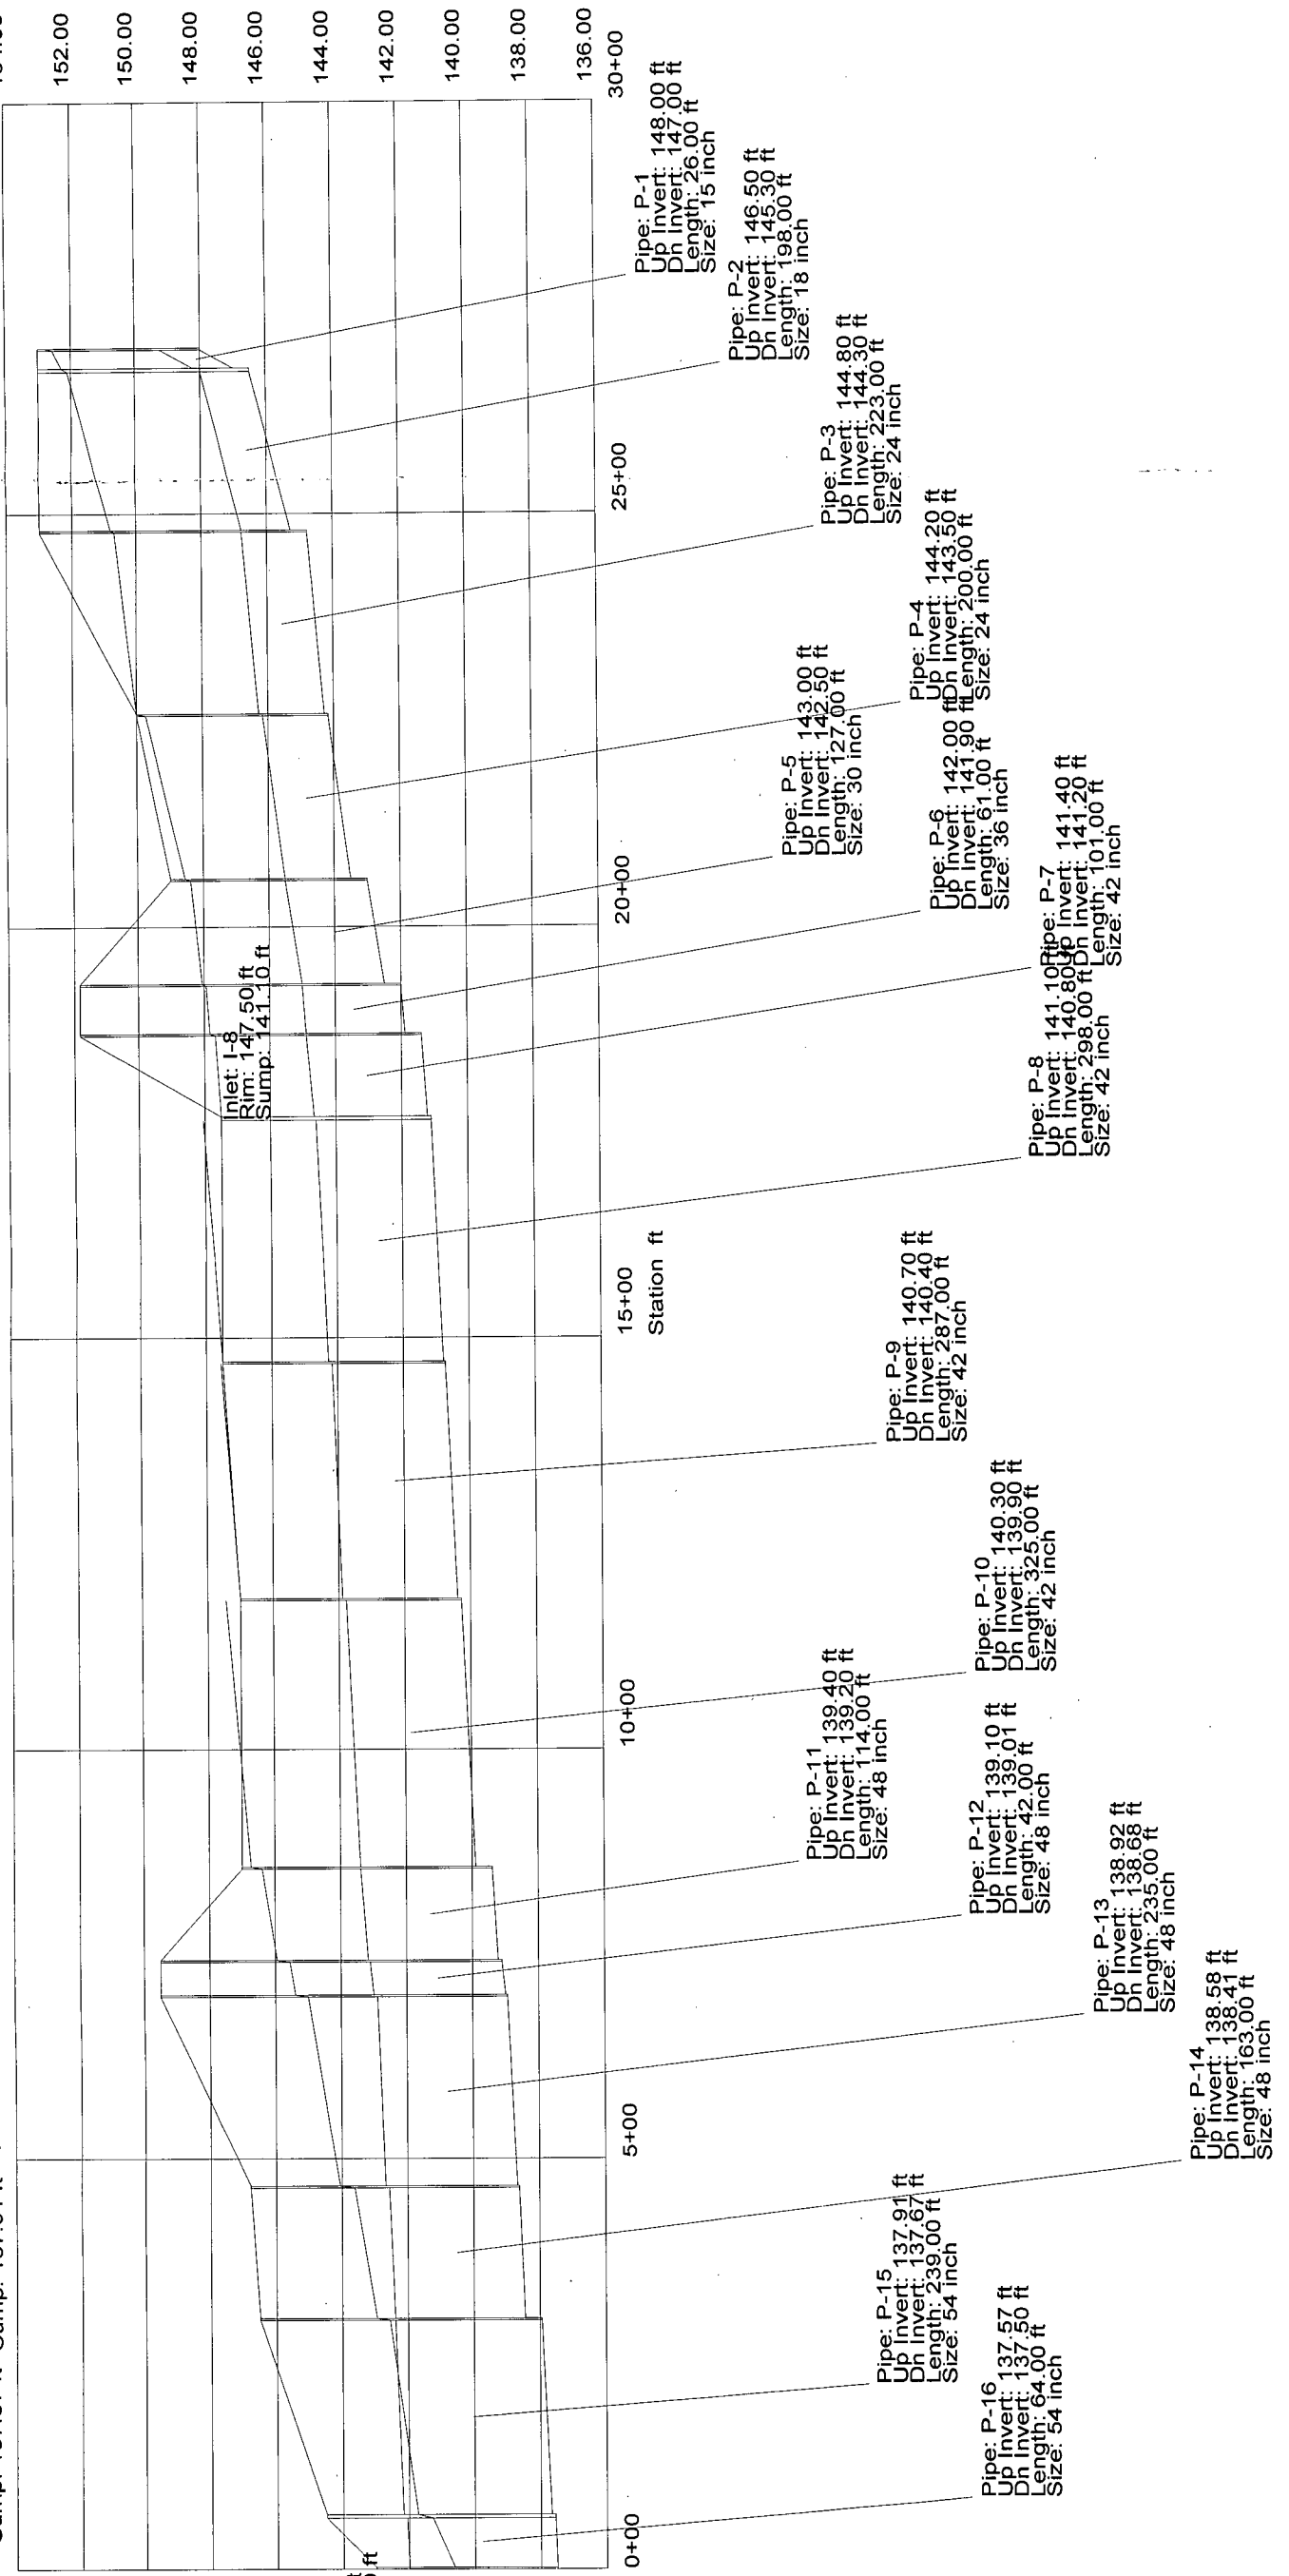 152.00
150.00
148.00
146.00
144.00
142.00
140.00
138.00
136.00
30+00
25+00
20+00
15+00
Station ft
10+00
5+00
0+00
Inlet: I-8
Rim: 147.50 ft
Sump: 141.10 ft
Pipe: P-1
Up Invert: 148.00 ft
Dn Invert: 147.00 ft
Length: 26.00 ft
Size: 15 inch
Pipe: P-2
Up Invert: 146.50 ft
Dn Invert: 145.30 ft
Length: 198.00 ft
Size: 18 inch
Pipe: P-3
Up Invert: 144.80 ft
Dn Invert: 144.30 ft
Length: 223.00 ft
Size: 24 inch
Pipe: P-4
Up Invert: 144.20 ft
Dn Invert: 143.50 ft
Length: 200.00 ft
Size: 24 inch
Pipe: P-5
Up Invert: 143.00 ft
Dn Invert: 142.50 ft
Length: 127.00 ft
Size: 30 inch
Pipe: P-6
Up Invert: 142.00 ft
Dn Invert: 141.90 ft
Length: 61.00 ft
Size: 36 inch
Pipe: P-7
Up Invert: 141.40 ft
Dn Invert: 141.20 ft
Length: 101.00 ft
Size: 42 inch
Pipe: P-8
Up Invert: 141.10 ft
Dn Invert: 140.80 ft
Length: 298.00 ft
Size: 42 inch
Pipe: P-9
Up Invert: 140.70 ft
Dn Invert: 140.40 ft
Length: 287.00 ft
Size: 42 inch
Pipe: P-10
Up Invert: 140.30 ft
Dn Invert: 139.90 ft
Length: 325.00 ft
Size: 42 inch
Pipe: P-11
Up Invert: 139.40 ft
Dn Invert: 139.20 ft
Length: 114.00 ft
Size: 48 inch
Pipe: P-12
Up Invert: 139.10 ft
Dn Invert: 139.01 ft
Length: 42.00 ft
Size: 48 inch
Pipe: P-13
Up Invert: 138.92 ft
Dn Invert: 138.68 ft
Length: 235.00 ft
Size: 48 inch
Pipe: P-14
Up Invert: 138.58 ft
Dn Invert: 138.41 ft
Length: 163.00 ft
Size: 48 inch
Pipe: P-15
Up Invert: 137.91 ft
Dn Invert: 137.67 ft
Length: 239.00 ft
Size: 54 inch
Pipe: P-16
Up Invert: 137.57 ft
Dn Invert: 137.50 ft
Length: 64.00 ft
Size: 54 inch
ft